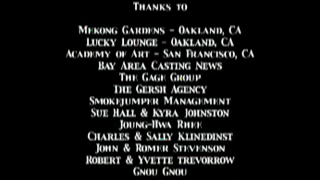 Thanks to
Mekong Gardens - Oakland, CA
Lucky Lounge - Oakland, CA
Academy of Art - San Francisco, CA
Bay Area Casting News
The Gage Group
The Gersh Agency
Smokejumper Management
Sue Hall & Kyra Johnston
Joung-Hwa Rhee
Charles & Sally Klinedinst
John & Romer Stevenson
Robert & Yvette trevorrow
Gnou Gnou